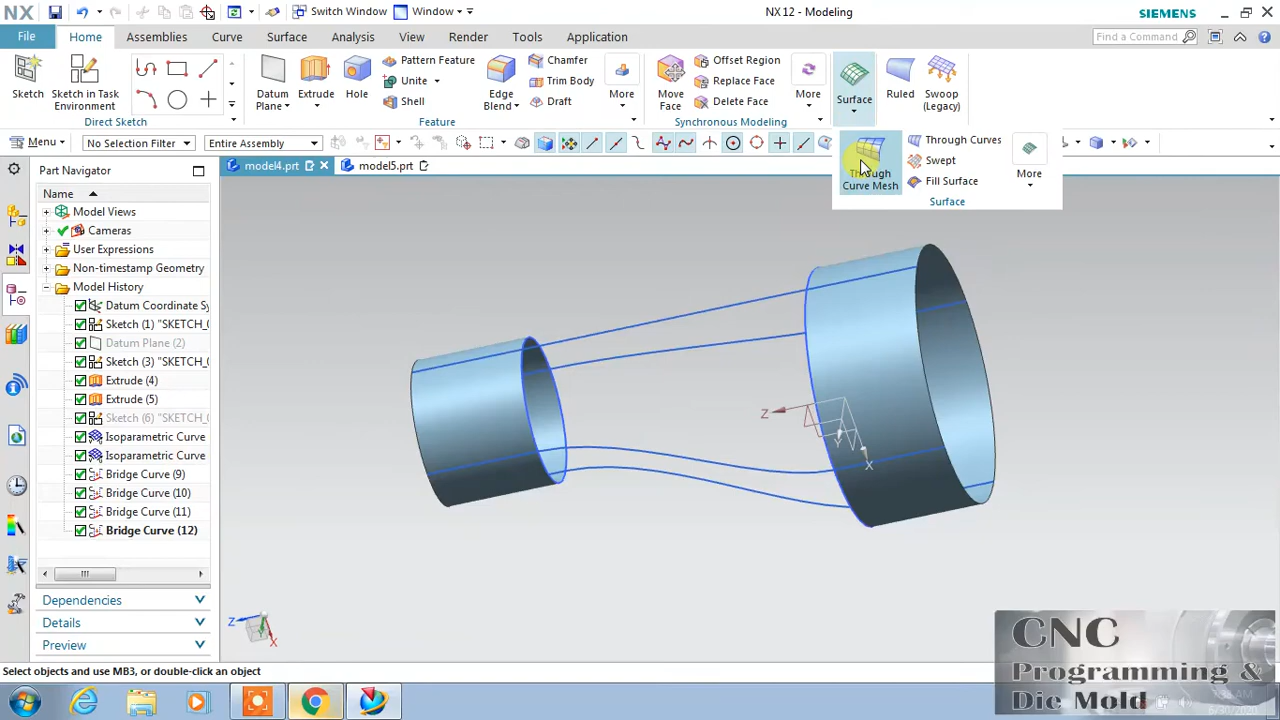 NX
Switch Window
Window
NX 12 - Modeling
SIEMENS
File
Home
Assemblies
Curve
Surface
Analysis
View
Render
Tools
Application
Find a Command
Sketch
Sketch in Task
Environment
Direct Sketch
Datum
Plane
Extrude
Hole
Pattern Feature
Unite
Shell
Edge
Blend
Chamfer
Trim Body
Draft
More
Feature
Move
Face
Offset Region
Replace Face
Delete Face
More
Synchronous Modeling
Surface
Ruled
Swoop
(Legacy)
Menu
No Selection Filter
Entire Assembly
Through
Curve Mesh
Through Curves
Swept
Fill Surface
More
Surface
Part Navigator
model4.prt
model5.prt
Name
Model Views
Cameras
User Expressions
Non-timestamp Geometry
Model History
Datum Coordinate Sy
Sketch (1) "SKETCH_0
Datum Plane (2)
Sketch (3) "SKETCH_0
Extrude (4)
Extrude (5)
Sketch (6) "SKETCH_0
Isoparametric Curve
Isoparametric Curve
Bridge Curve (9)
Bridge Curve (10)
Bridge Curve (11)
Bridge Curve (12)
Dependencies
Details
Preview
Z
Y
X
Z
X
Select objects and use MB3, or double-click an object
CNC
Programming &
Die Mold